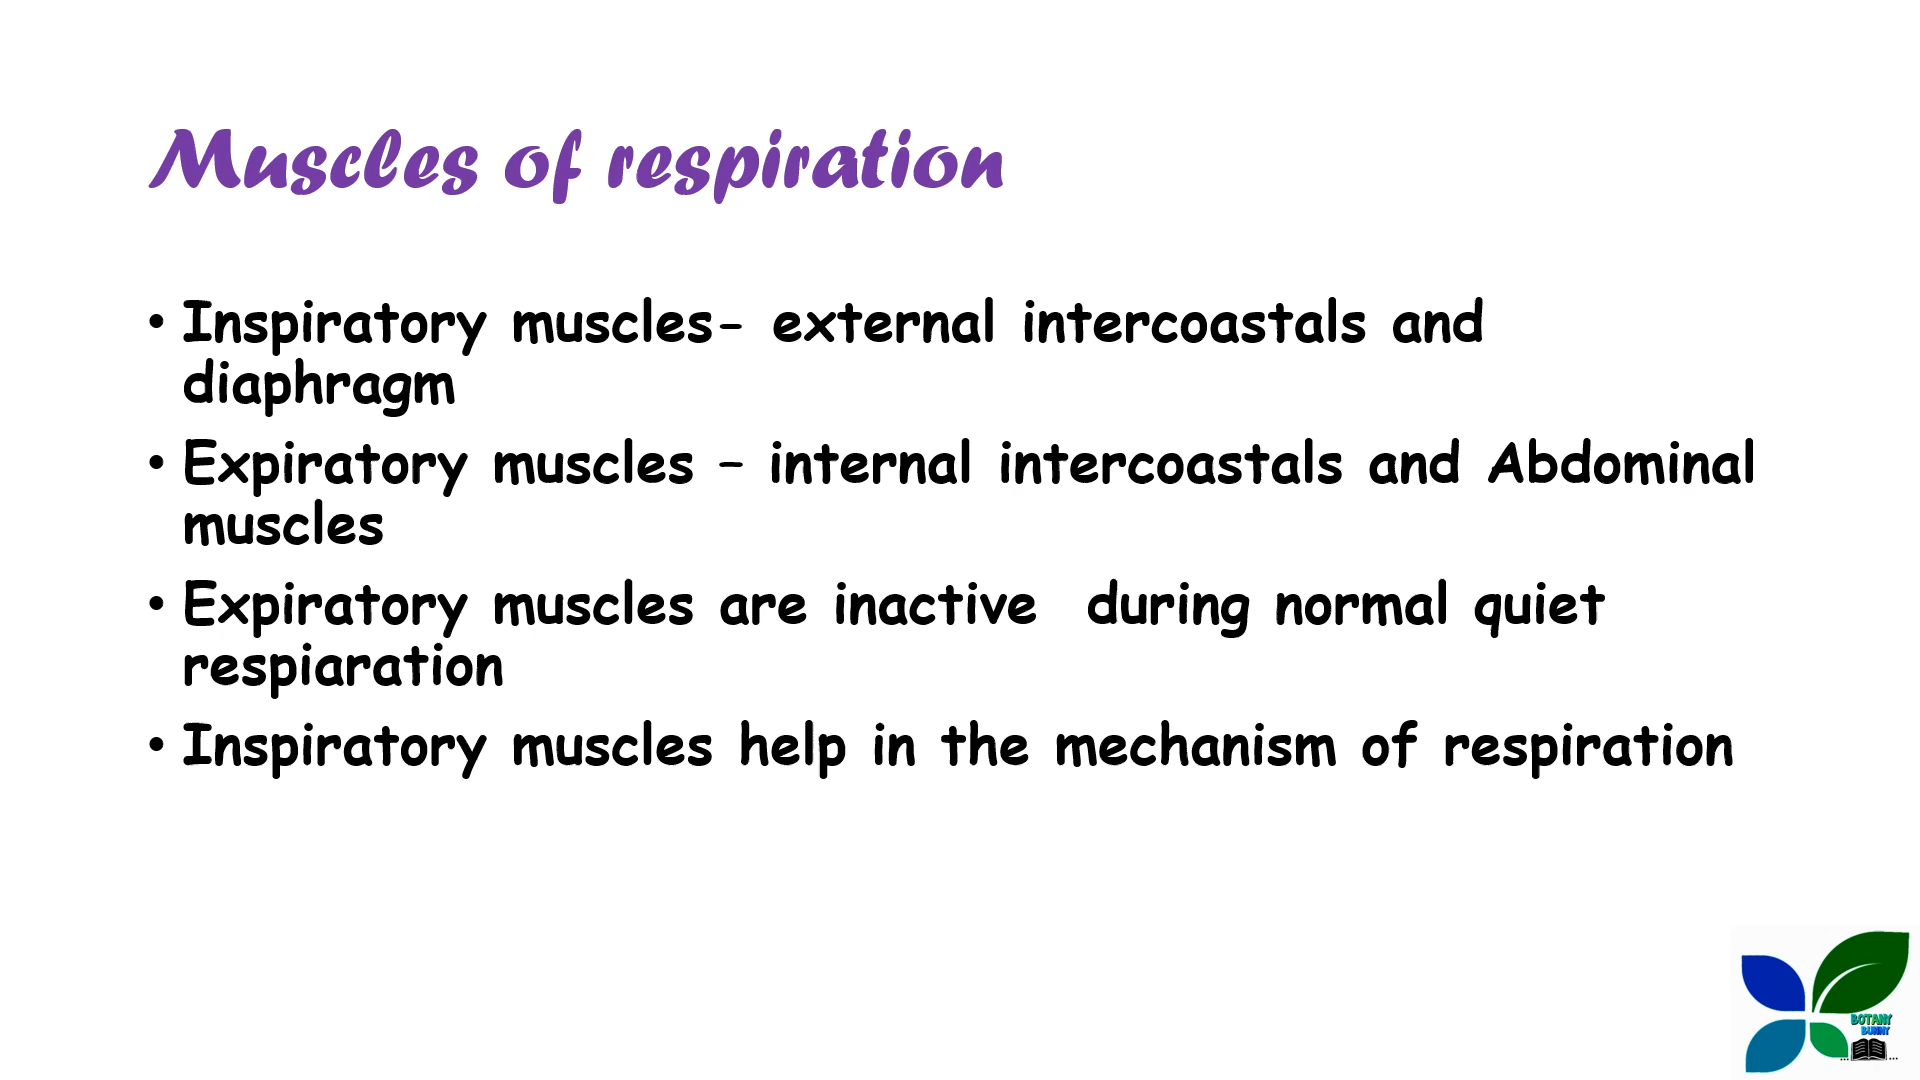 Muscles of respiration
• Inspiratory muscles- external intercoastals and
diaphragm
• Expiratory muscles – internal intercoastals and Abdominal
muscles
• Expiratory muscles are inactive  during normal quiet
respiaration
• Inspiratory muscles help in the mechanism of respiration
BOTANY
BUNNY